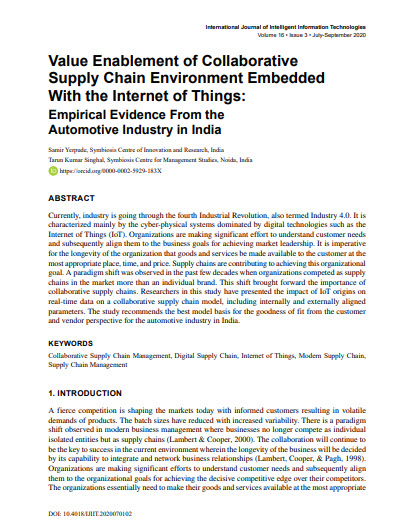 International Journal of Intelligent Information Technologies
Volume 16 • Issue 3 • July-September 2020
Value Enablement of Collaborative
Supply Chain Environment Embedded
With the Internet of Things:
Empirical Evidence From the
Automotive Industry in India
Samir Yerpude, Symbiosis Centre of Innovation and Research, India
Tarun Kumar Singhal, Symbiosis Centre for Management Studies, Noida, India
https://orcid.org/0000-0002-5929-183X
ABSTRACT
Currently, industry is going through the fourth Industrial Revolution, also termed Industry 4.0. It is
characterized mainly by the cyber-physical systems dominated by digital technologies such as the
Internet of Things (IoT). Organizations are making significant effort to understand customer needs
and subsequently align them to the business goals for achieving market leadership. It is imperative
for the longevity of the organization that goods and services be made available to the customer at the
most appropriate place, time, and price. Supply chains are contributing to achieving this organizational
goal. A paradigm shift was observed in the past few decades when organizations competed as supply
chains in the market more than an individual brand. This shift brought forward the importance of
collaborative supply chains. Researchers in this study have presented the impact of IoT origins on
real-time data on a collaborative supply chain model, including internally and externally aligned
parameters. The study recommends the best model basis for the goodness of fit from the customer
and vendor perspective for the automotive industry in India.
KEYWORDS
Collaborative Supply Chain Management, Digital Supply Chain, Internet of Things, Modern Supply Chain,
Supply Chain Management
1. INTRODUCTION
A fierce competition is shaping the markets today with informed customers resulting in volatile
demands of products. The batch sizes have reduced with increased variability. There is a paradigm
shift observed in modern business management where businesses no longer compete as individual
isolated entities but as supply chains (Lambert & Cooper, 2000). The collaboration will continue to
be the key to success in the current environment wherein the longevity of the business will be decided
by its capability to integrate and network business relationships (Lambert, Cooper, & Pagh, 1998).
Organizations are making significant efforts to understand customer needs and subsequently align
them to the organizational goals for achieving the decisive competitive edge over their competitors.
The organizations essentially need to make their goods and services available at the most appropriate
DOI: 10.4018/IJIIT.2020070102